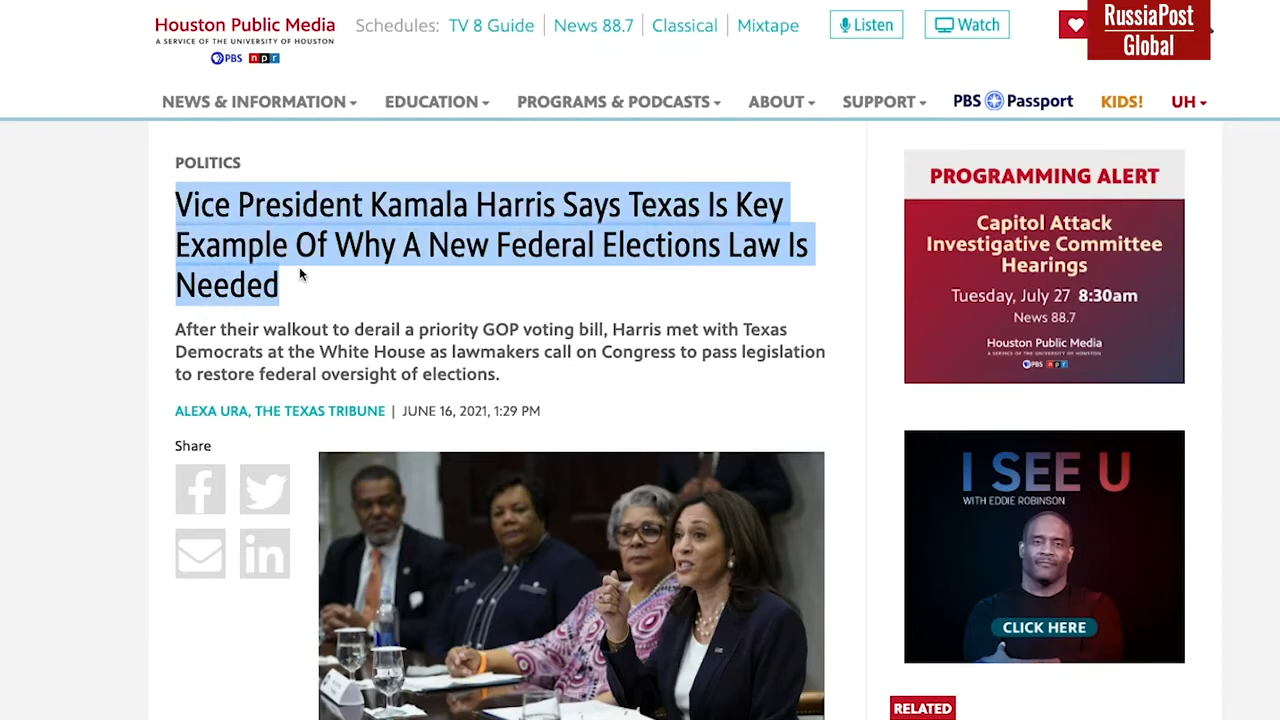 Houston Public Media
A SERVICE OF THE UNIVERSITY OF HOUSTON
PBS npr
Schedules: TV 8 Guide News 88.7 Classical Mixtape
Listen
Watch
RussiaPost
Global
NEWS & INFORMATION EDUCATION PROGRAMS & PODCASTS ABOUT SUPPORT PBS Passport KIDS! UH
POLITICS
Vice President Kamala Harris Says Texas Is Key
Example Of Why A New Federal Elections Law Is
Needed
After their walkout to derail a priority GOP voting bill, Harris met with Texas
Democrats at the White House as lawmakers call on Congress to pass legislation
to restore federal oversight of elections.
ALEXA URA, THE TEXAS TRIBUNE | JUNE 16, 2021, 1:29 PM
Share
PROGRAMMING ALERT
Capitol Attack
Investigative Committee
Hearings
Tuesday, July 27 8:30am
News 88.7
Houston Public Media
A SERVICE OF THE UNIVERSITY OF HOUSTON
PBS npr
I SEE U
WITH EDDIE ROBINSON
CLICK HERE
RELATED